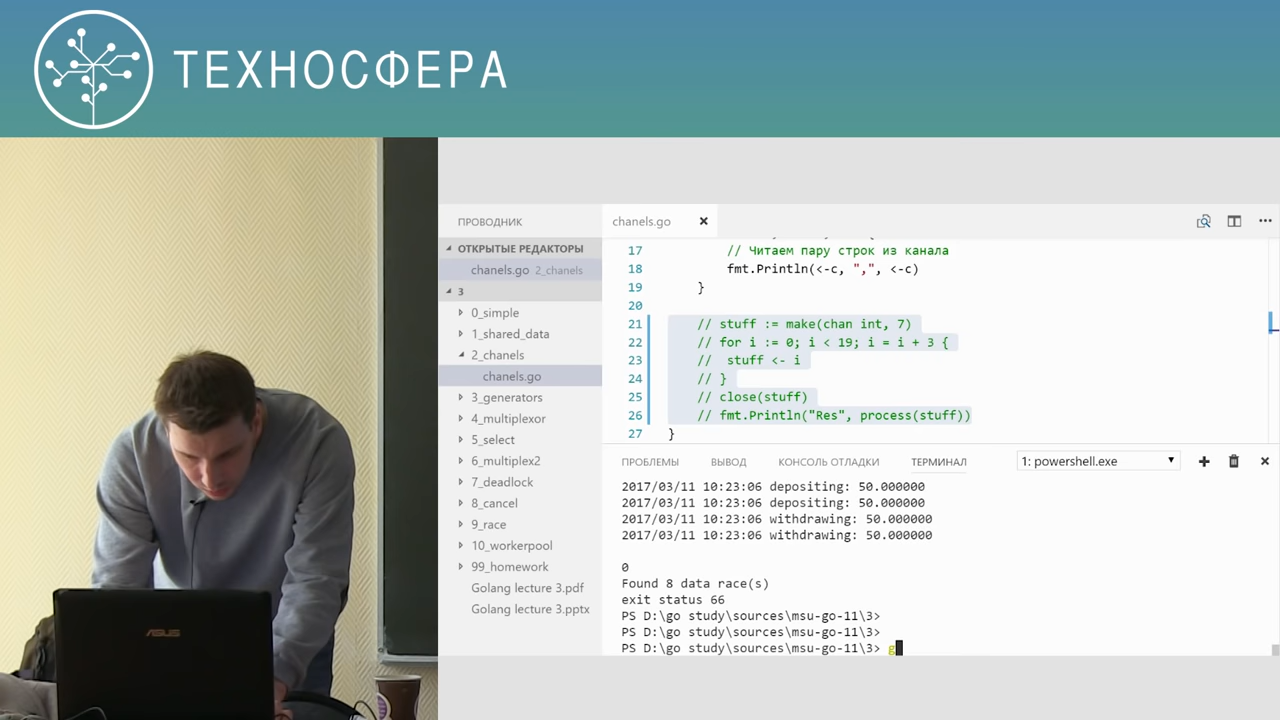 ТЕХНОСФЕРА
ПРОВОДНИК
ОТКРЫТЫЕ РЕДАКТОРЫ
chanels.go 2_chanels
3
0_simple
1_shared_data
2_chanels
chanels.go
3_generators
4_multiplexor
5_select
6_multiplex2
7_deadlock
8_cancel
9_race
10_workerpool
99_homework
Golang lecture 3.pdf
Golang lecture 3.pptx
chanels.go
17 // Читаем пару строк из канала
18 fmt.Println(<-c, ",", <-c)
19 }
20
21 // stuff := make(chan int, 7)
22 // for i := 0; i < 19; i = i + 3 {
23 // stuff <- i
24 // }
25 // close(stuff)
26 // fmt.Println("Res", process(stuff))
27 }
ПРОБЛЕМЫ ВЫВОД КОНСОЛЬ ОТЛАДКИ ТЕРМИНАЛ 1: powershell.exe
2017/03/11 10:23:06 depositing: 50.000000
2017/03/11 10:23:06 depositing: 50.000000
2017/03/11 10:23:06 withdrawing: 50.000000
2017/03/11 10:23:06 withdrawing: 50.000000
0
Found 8 data race(s)
exit status 66
PS D:\go study\sources\msu-go-11\3>
PS D:\go study\sources\msu-go-11\3>
PS D:\go study\sources\msu-go-11\3> g
ASUS